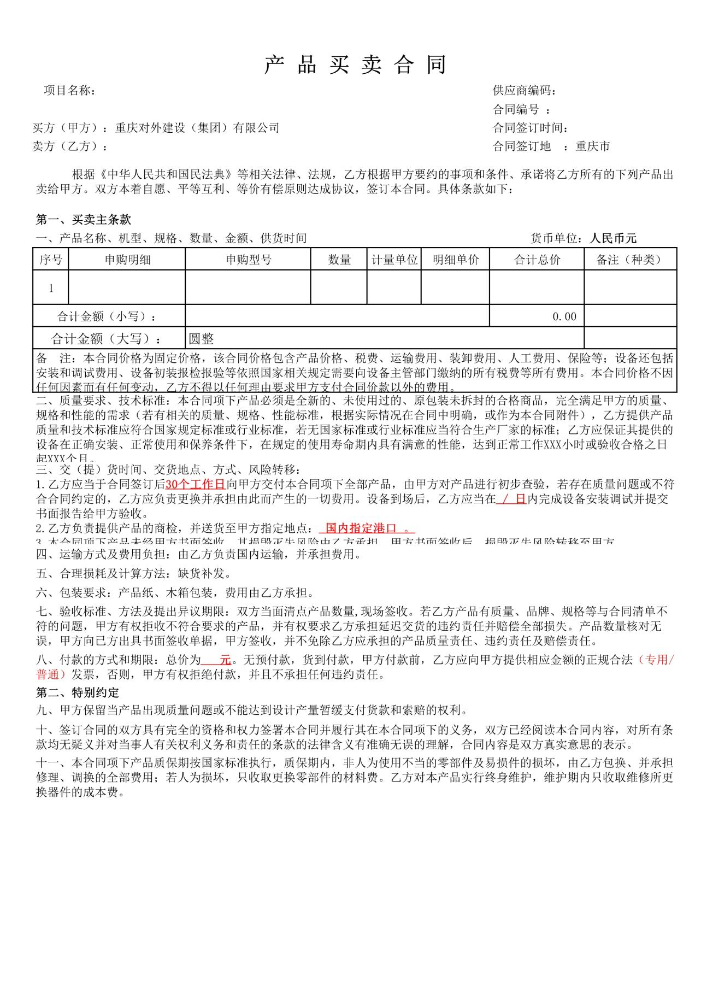 产 品 买 卖 合 同
项目名称：
供应商编码：
合同编号 ：
买方（甲方）：重庆对外建设（集团）有限公司
合同签订时间：
卖方（乙方）：
合同签订地 ：重庆市
根据《中华人民共和国民法典》等相关法律、法规，乙方根据甲方要约的事项和条件、承诺将乙方所有的下列产品出
卖给甲方。双方本着自愿、平等互利、等价有偿原则达成协议，签订本合同。具体条款如下：
第一、买卖主条款
一、产品名称、机型、规格、数量、金额、供货时间 货币单位：人民币元
序号 申购明细 申购型号 数量 计量单位 明细单价 合计总价 备注（种类）
1
合计金额（小写）： 0.00
合计金额（大写）： 圆整
备 注：本合同价格为固定价格，该合同价格包含产品价格、税费、运输费用、装卸费用、人工费用、保险等；设备还包括
安装和调试费用、设备初装报检报验等依照国家相关规定需要向设备主管部门缴纳的所有税费等所有费用。本合同价格不因
任何因素而有任何变动，乙方不得以任何理由要求甲方支付合同价款以外的费用。
二、质量要求、技术标准：本合同项下产品必须是全新的、未使用过的、原包装未拆封的合格商品，完全满足甲方的质量、
规格和性能的需求（若有相关的质量、规格、性能标准，根据实际情况在合同中明确，或作为本合同附件），乙方提供产品
质量和技术标准应符合国家规定标准或行业标准，若无国家标准或行业标准应当符合生产厂家的标准；乙方应保证其提供的
设备在正确安装、正常使用和保养条件下，在规定的使用寿命期内具有满意的性能，达到正常工作XXX小时或验收合格之日
起XXX个月。
三、交（提）货时间、交货地点、方式、风险转移：
1.乙方应当于合同签订后30个工作日向甲方交付本合同项下全部产品，由甲方对产品进行初步查验，若存在质量问题或不符
合合同约定的，乙方应负责更换并承担由此而产生的一切费用。设备到场后，乙方应当在 / 日内完成设备安装调试并提交
书面报告给甲方验收。
2.乙方负责提供产品的商检，并送货至甲方指定地点： 国内指定港口 。
3.本合同项下产品未经甲方书面签收，其损毁灭失风险由乙方承担，甲方书面签收后，损毁灭失风险转移至甲方
四、运输方式及费用负担：由乙方负责国内运输，并承担费用。
五、合理损耗及计算方法：缺货补发。
六、包装要求：产品纸、木箱包装，费用由乙方承担。
七、验收标准、方法及提出异议期限：双方当面清点产品数量,现场签收。若乙方产品有质量、品牌、规格等与合同清单不
符的问题，甲方有权拒收不符合要求的产品，并有权要求乙方承担延迟交货的违约责任并赔偿全部损失。产品数量核对无
误，甲方向已方出具书面签收单据，甲方签收，并不免除乙方应承担的产品质量责任、违约责任及赔偿责任。
八、付款的方式和期限：总价为 元。无预付款，货到付款，甲方付款前，乙方应向甲方提供相应金额的正规合法（专用/
普通）发票，否则，甲方有权拒绝付款，并且不承担任何违约责任。
第二、特别约定
九、甲方保留当产品出现质量问题或不能达到设计产量暂缓支付货款和索赔的权利。
十、签订合同的双方具有完全的资格和权力签署本合同并履行其在本合同项下的义务，双方已经阅读本合同内容，对所有条
款均无疑义并对当事人有关权利义务和责任的条款的法律含义有准确无误的理解，合同内容是双方真实意思的表示。
十一、本合同项下产品质保期按国家标准执行，质保期内，非人为使用不当的零部件及易损件的损坏，由乙方包换、并承担
修理、调换的全部费用；若人为损坏，只收取更换零部件的材料费。乙方对本产品实行终身维护，维护期内只收取维修所更
换器件的成本费。